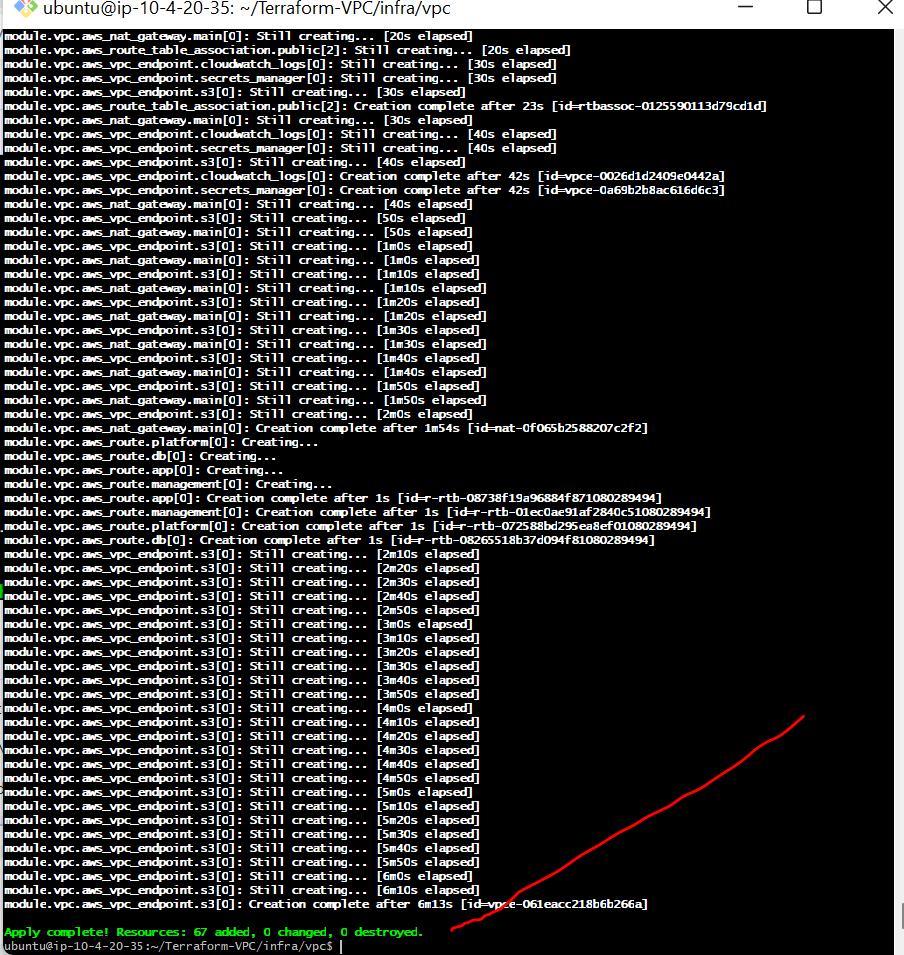 ubuntu@ip-10-4-20-35: ~/Terraform-VPC/infra/vpc
module.vpc.aws_nat_gateway.main[0]: Still creating... [20s elapsed]
module.vpc.aws_route_table_association.public[2]: Still creating... [20s elapsed]
module.vpc.aws_vpc_endpoint.cloudwatch_logs[0]: Still creating... [30s elapsed]
module.vpc.aws_vpc_endpoint.secrets_manager[0]: Still creating... [30s elapsed]
module.vpc.aws_vpc_endpoint.s3[0]: Still creating... [30s elapsed]
module.vpc.aws_route_table_association.public[2]: Creation complete after 23s [id=rtbassoc-0125590113d79cd1d]
module.vpc.aws_nat_gateway.main[0]: Still creating... [30s elapsed]
module.vpc.aws_vpc_endpoint.cloudwatch_logs[0]: Still creating... [40s elapsed]
module.vpc.aws_vpc_endpoint.secrets_manager[0]: Still creating... [40s elapsed]
module.vpc.aws_vpc_endpoint.s3[0]: Still creating... [40s elapsed]
module.vpc.aws_vpc_endpoint.cloudwatch_logs[0]: Creation complete after 42s [id=vpce-0026d1d2409e0442a]
module.vpc.aws_vpc_endpoint.secrets_manager[0]: Creation complete after 42s [id=vpce-0a69b2b8ac616d6c3]
module.vpc.aws_nat_gateway.main[0]: Still creating... [40s elapsed]
module.vpc.aws_vpc_endpoint.s3[0]: Still creating... [50s elapsed]
module.vpc.aws_nat_gateway.main[0]: Still creating... [50s elapsed]
module.vpc.aws_vpc_endpoint.s3[0]: Still creating... [1m0s elapsed]
module.vpc.aws_nat_gateway.main[0]: Still creating... [1m0s elapsed]
module.vpc.aws_vpc_endpoint.s3[0]: Still creating... [1m10s elapsed]
module.vpc.aws_nat_gateway.main[0]: Still creating... [1m10s elapsed]
module.vpc.aws_vpc_endpoint.s3[0]: Still creating... [1m20s elapsed]
module.vpc.aws_nat_gateway.main[0]: Still creating... [1m20s elapsed]
module.vpc.aws_vpc_endpoint.s3[0]: Still creating... [1m30s elapsed]
module.vpc.aws_nat_gateway.main[0]: Still creating... [1m30s elapsed]
module.vpc.aws_vpc_endpoint.s3[0]: Still creating... [1m40s elapsed]
module.vpc.aws_nat_gateway.main[0]: Still creating... [1m40s elapsed]
module.vpc.aws_vpc_endpoint.s3[0]: Still creating... [1m50s elapsed]
module.vpc.aws_nat_gateway.main[0]: Still creating... [1m50s elapsed]
module.vpc.aws_vpc_endpoint.s3[0]: Still creating... [2m0s elapsed]
module.vpc.aws_nat_gateway.main[0]: Creation complete after 1m54s [id=nat-0f065b2588207c2f2]
module.vpc.aws_route.platform[0]: Creating...
module.vpc.aws_route.db[0]: Creating...
module.vpc.aws_route.app[0]: Creating...
module.vpc.aws_route.management[0]: Creating...
module.vpc.aws_route.app[0]: Creation complete after 1s [id=r-rtb-08738f19a96884f871080289494]
module.vpc.aws_route.management[0]: Creation complete after 1s [id=r-rtb-01ec0ae91af2840c51080289494]
module.vpc.aws_route.platform[0]: Creation complete after 1s [id=r-rtb-072588bd295ea8ef01080289494]
module.vpc.aws_route.db[0]: Creation complete after 1s [id=r-rtb-08265518b37d094f81080289494]
module.vpc.aws_vpc_endpoint.s3[0]: Still creating... [2m10s elapsed]
module.vpc.aws_vpc_endpoint.s3[0]: Still creating... [2m20s elapsed]
module.vpc.aws_vpc_endpoint.s3[0]: Still creating... [2m30s elapsed]
module.vpc.aws_vpc_endpoint.s3[0]: Still creating... [2m40s elapsed]
module.vpc.aws_vpc_endpoint.s3[0]: Still creating... [2m50s elapsed]
module.vpc.aws_vpc_endpoint.s3[0]: Still creating... [3m0s elapsed]
module.vpc.aws_vpc_endpoint.s3[0]: Still creating... [3m10s elapsed]
module.vpc.aws_vpc_endpoint.s3[0]: Still creating... [3m20s elapsed]
module.vpc.aws_vpc_endpoint.s3[0]: Still creating... [3m30s elapsed]
module.vpc.aws_vpc_endpoint.s3[0]: Still creating... [3m40s elapsed]
module.vpc.aws_vpc_endpoint.s3[0]: Still creating... [3m50s elapsed]
module.vpc.aws_vpc_endpoint.s3[0]: Still creating... [4m0s elapsed]
module.vpc.aws_vpc_endpoint.s3[0]: Still creating... [4m10s elapsed]
module.vpc.aws_vpc_endpoint.s3[0]: Still creating... [4m20s elapsed]
module.vpc.aws_vpc_endpoint.s3[0]: Still creating... [4m30s elapsed]
module.vpc.aws_vpc_endpoint.s3[0]: Still creating... [4m40s elapsed]
module.vpc.aws_vpc_endpoint.s3[0]: Still creating... [4m50s elapsed]
module.vpc.aws_vpc_endpoint.s3[0]: Still creating... [5m0s elapsed]
module.vpc.aws_vpc_endpoint.s3[0]: Still creating... [5m10s elapsed]
module.vpc.aws_vpc_endpoint.s3[0]: Still creating... [5m20s elapsed]
module.vpc.aws_vpc_endpoint.s3[0]: Still creating... [5m30s elapsed]
module.vpc.aws_vpc_endpoint.s3[0]: Still creating... [5m40s elapsed]
module.vpc.aws_vpc_endpoint.s3[0]: Still creating... [5m50s elapsed]
module.vpc.aws_vpc_endpoint.s3[0]: Still creating... [6m0s elapsed]
module.vpc.aws_vpc_endpoint.s3[0]: Still creating... [6m10s elapsed]
module.vpc.aws_vpc_endpoint.s3[0]: Creation complete after 6m13s [id=vpce-061eacc218b6b266a]
Apply complete! Resources: 67 added, 0 changed, 0 destroyed.
ubuntu@ip-10-4-20-35:~/Terraform-VPC/infra/vpc$